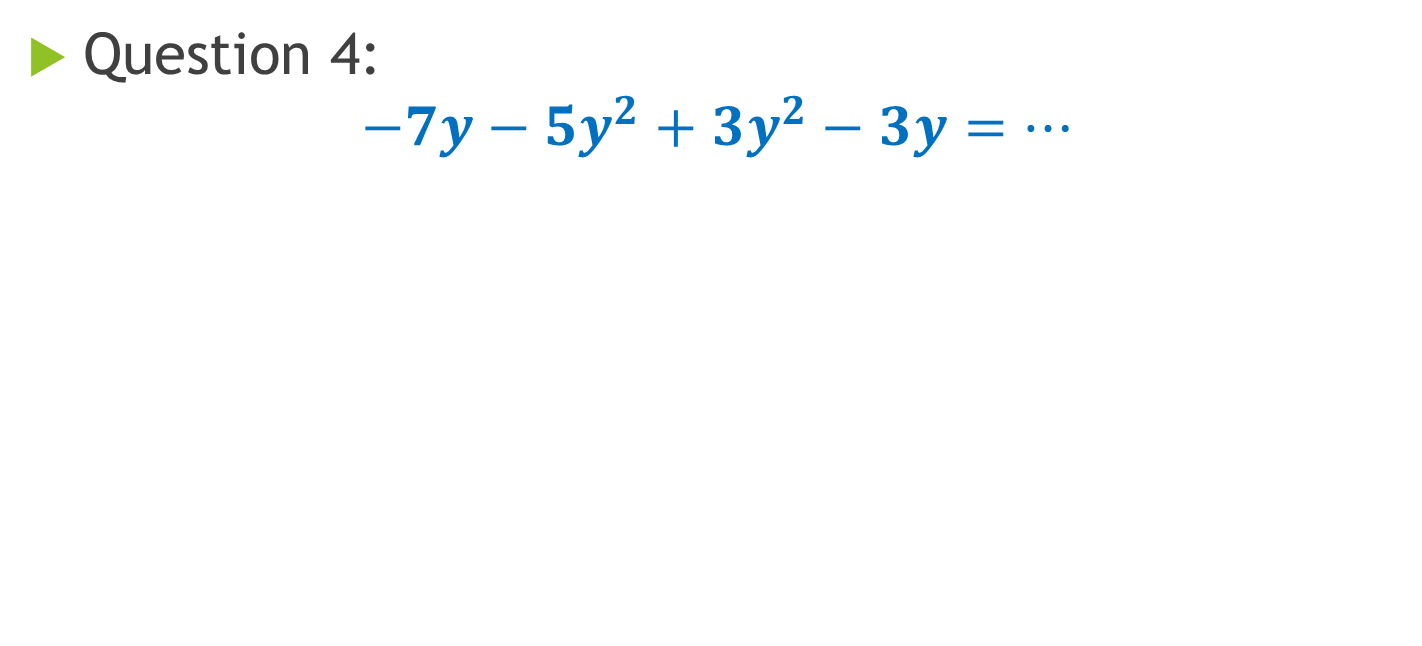 Question 4:
−7y − 5y² + 3y² − 3y = ⋯